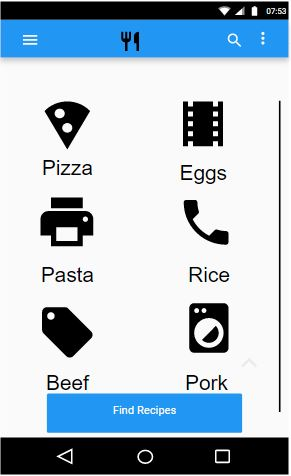 07:53
Pizza
Eggs
Pasta
Rice
Beef
Pork
Find Recipes